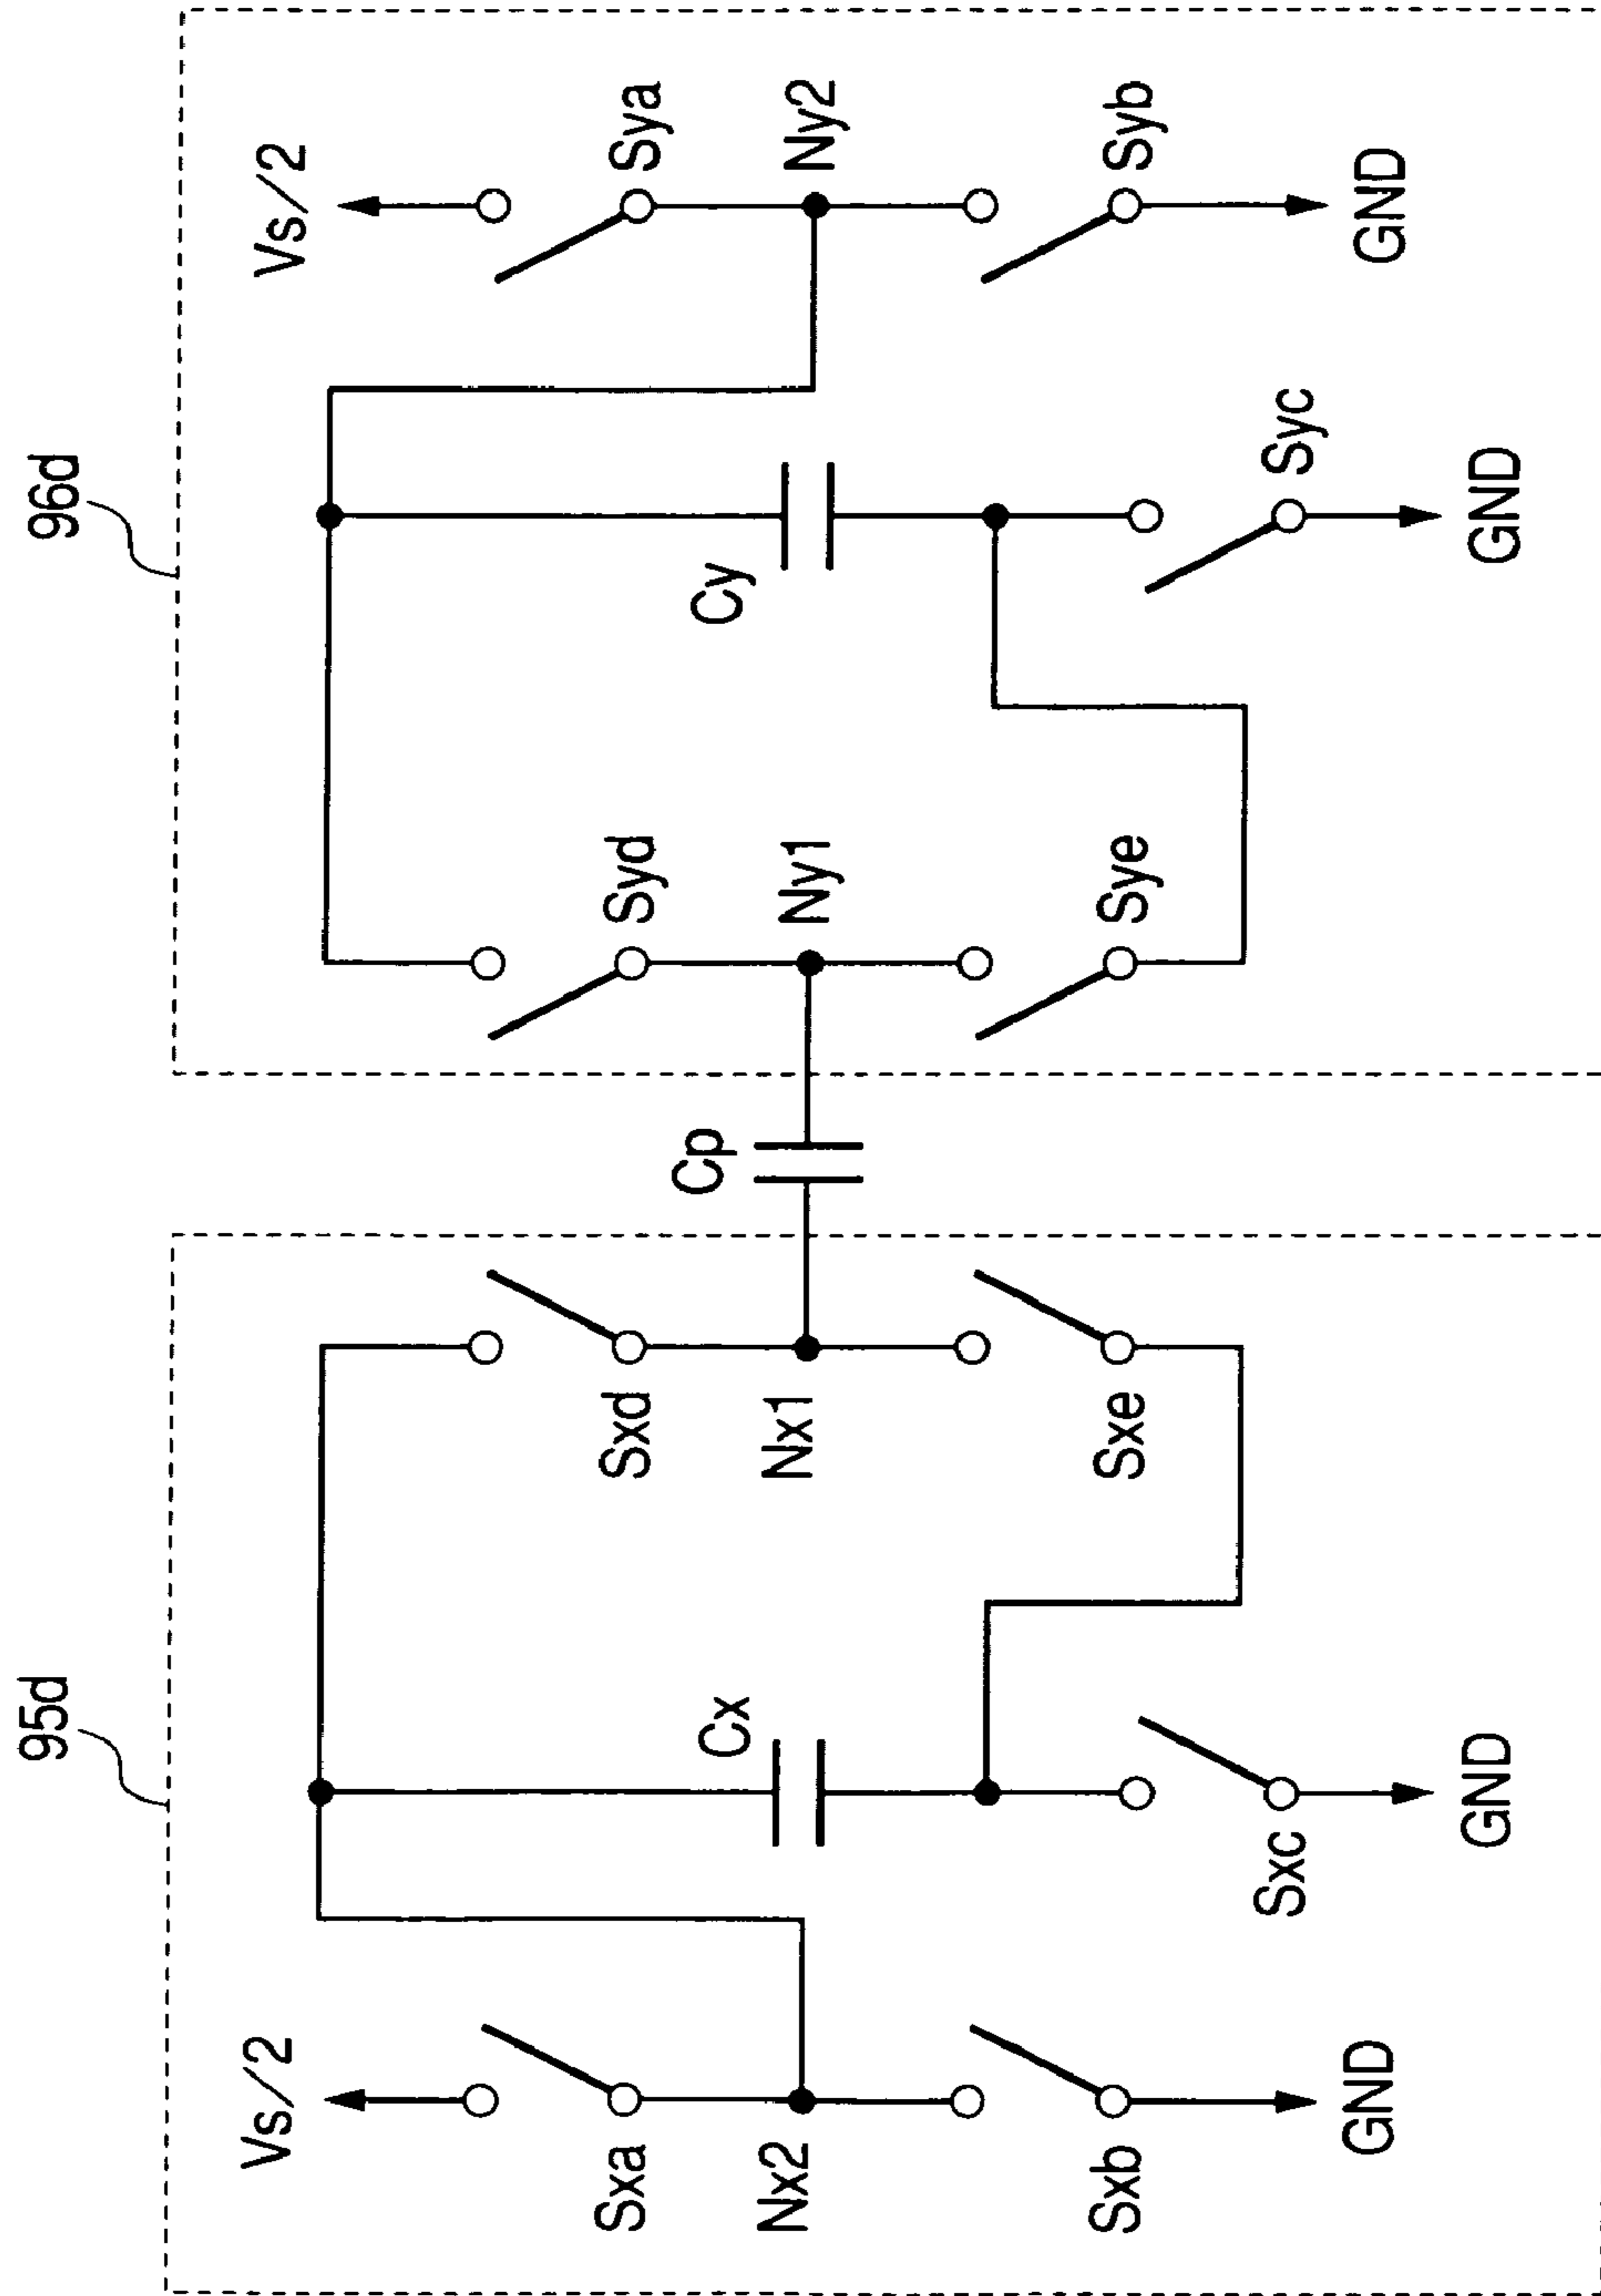 95d
96d
Vs/2
Vs/2
Sxa
Sxd
Syd
Sya
Cx
Cp
Cy
Nx2
Nx1
Ny1
Ny2
Sxb
Sxe
Sye
Syb
Sxc
Syc
GND
GND
GND
GND